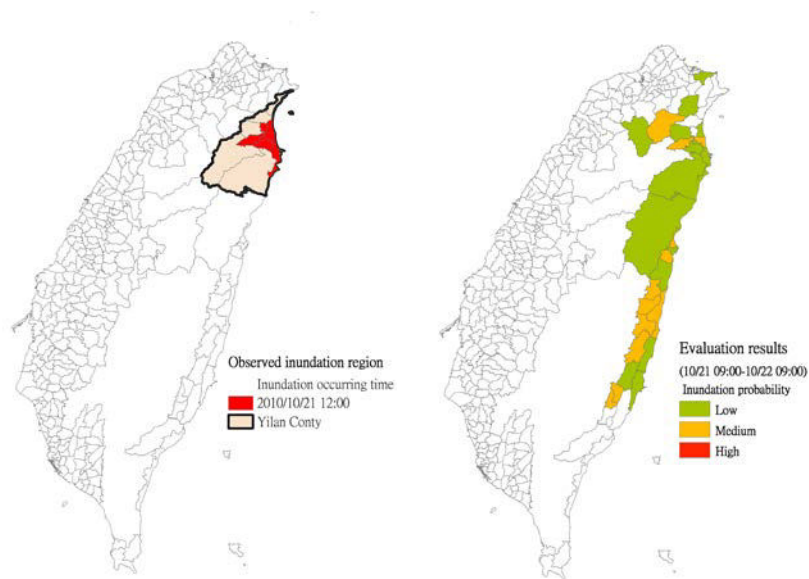 Observed inundation region
Inundation occurring time
2010/10/21 12:00
Yilan Conty
Evaluation results
(10/21 09:00-10/22 09:00)
Inundation probability
Low
Medium
High